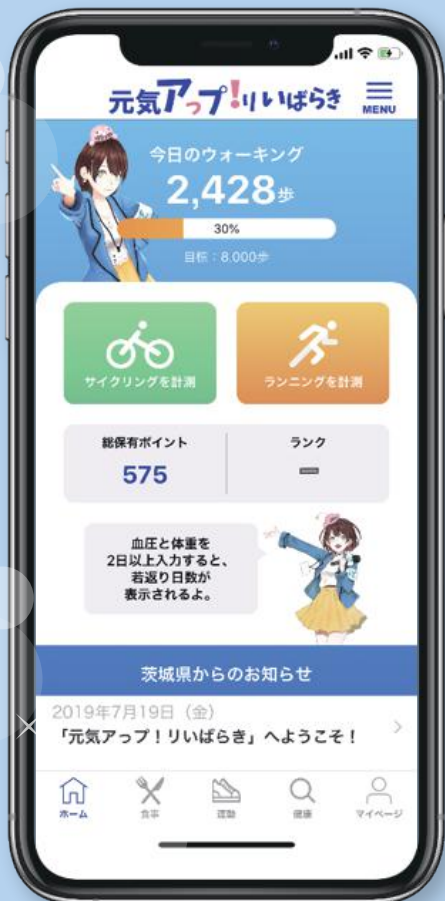 元気アっプ!りいばらき
MENU
今日のウォーキング
2,428歩
30%
目標：8,000歩
サイクリングを計測
ランニングを計測
総保有ポイント
ランク
575
ー
血圧と体重を
2日以上入力すると、
若返り日数が
表示されるよ。
茨城県からのお知らせ
2019年7月19日（金）
「元気アっプ！リいばらき」へようこそ！
ホーム
食事
運動
健康
マイページ